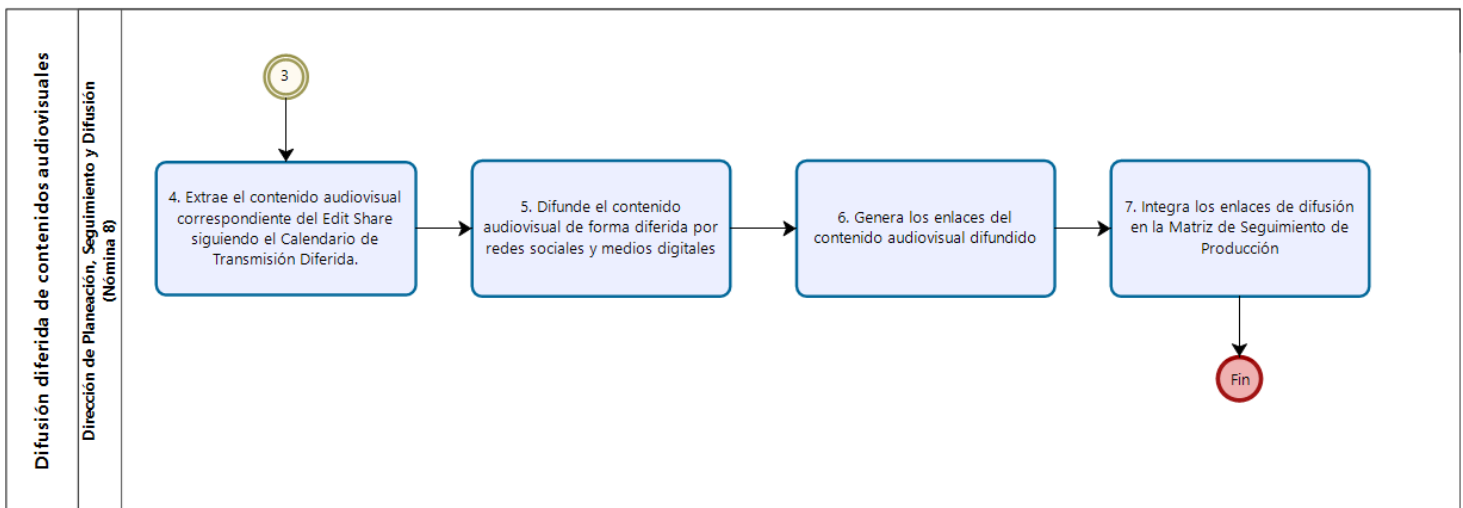 Difusión diferida de contenidos audiovisuales
Dirección de Planeación, Seguimiento y Difusión
(Nómina 8)
3
4. Extrae el contenido audiovisual
correspondiente del Edit Share
siguiendo el Calendario de
Transmisión Diferida.
5. Difunde el contenido
audiovisual de forma diferida por
redes sociales y medios digitales
6. Genera los enlaces del
contenido audiovisual difundido
7. Integra los enlaces de difusión
en la Matriz de Seguimiento de
Producción
Fin